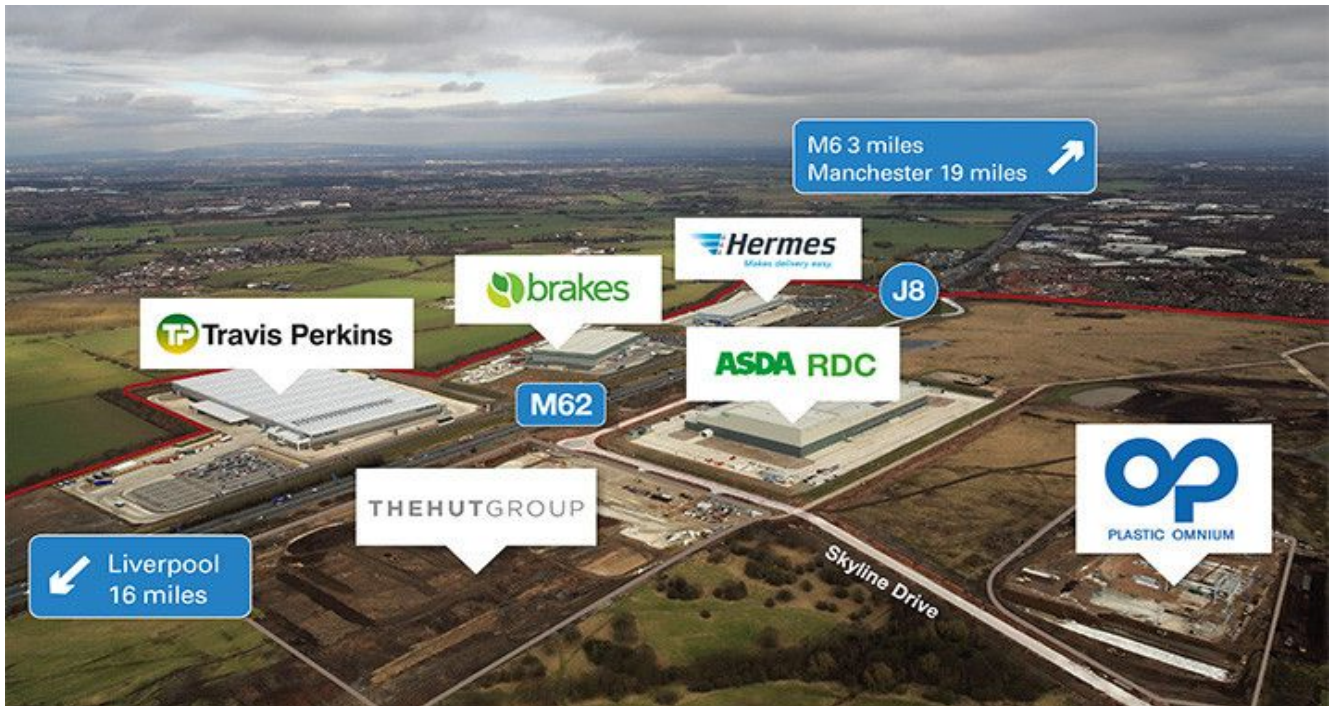 M6 3 miles
Manchester 19 miles
Hermes
Makes delivery easy.
brakes
J8
TP Travis Perkins
ASDA RDC
M62
OP
PLASTIC OMNIUM
THEHUTGROUP
Liverpool
16 miles
Skyline Drive